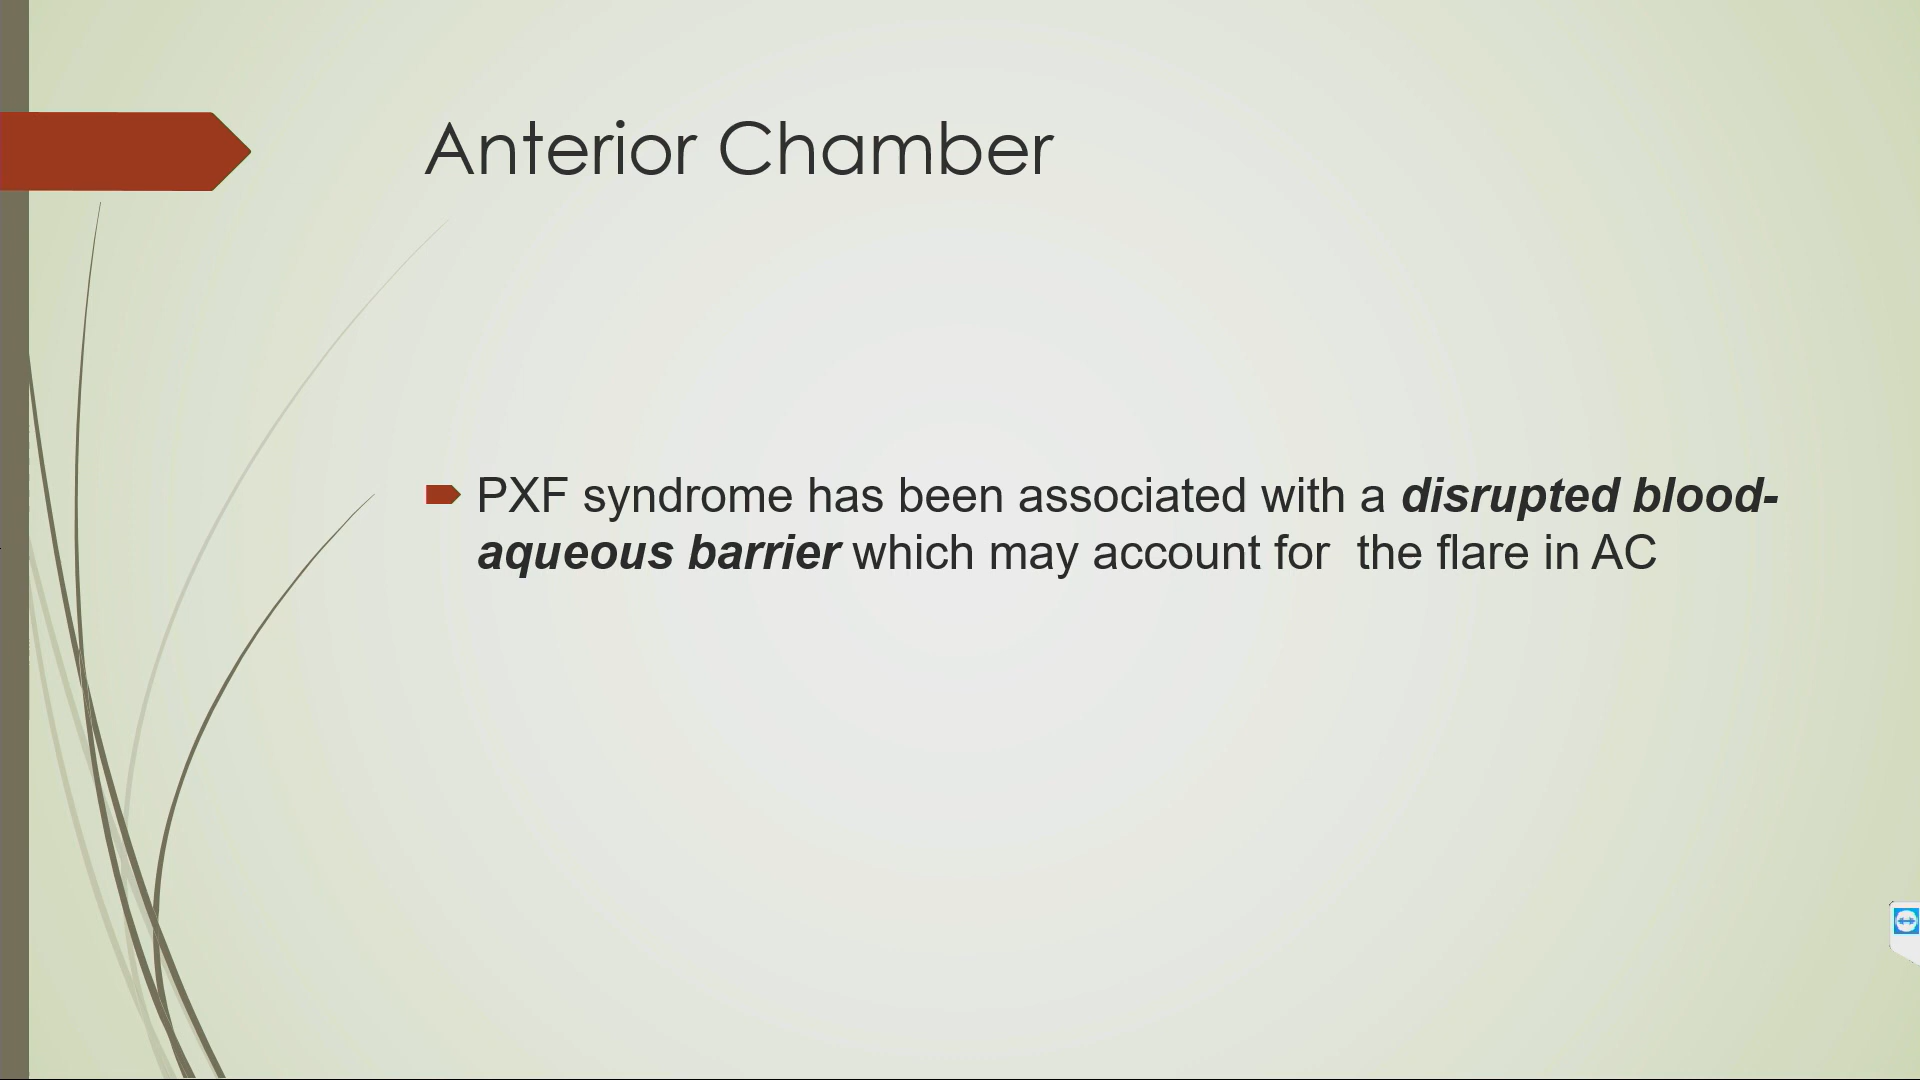 Anterior Chamber
PXF syndrome has been associated with a disrupted blood-
aqueous barrier which may account for  the flare in AC